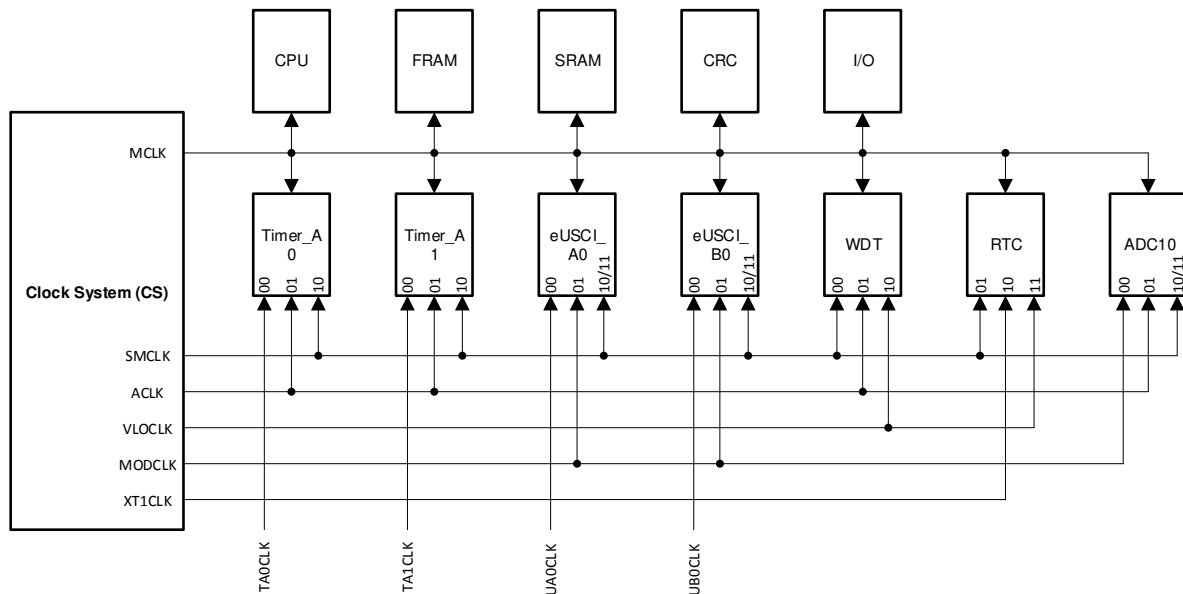 CPU
FRAM
SRAM
CRC
I/O
MCLK
Timer_A
0
Timer_A
1
eUSCI_
A0
eUSCI_
B0
WDT
RTC
ADC10
00
01
10
00
01
10
00
01
10/11
00
01
10/11
00
01
10
01
10
11
00
01
10/11
Clock System (CS)
SMCLK
ACLK
VLOCLK
MODCLK
XT1CLK
TA0CLK
TA1CLK
UA0CLK
UB0CLK